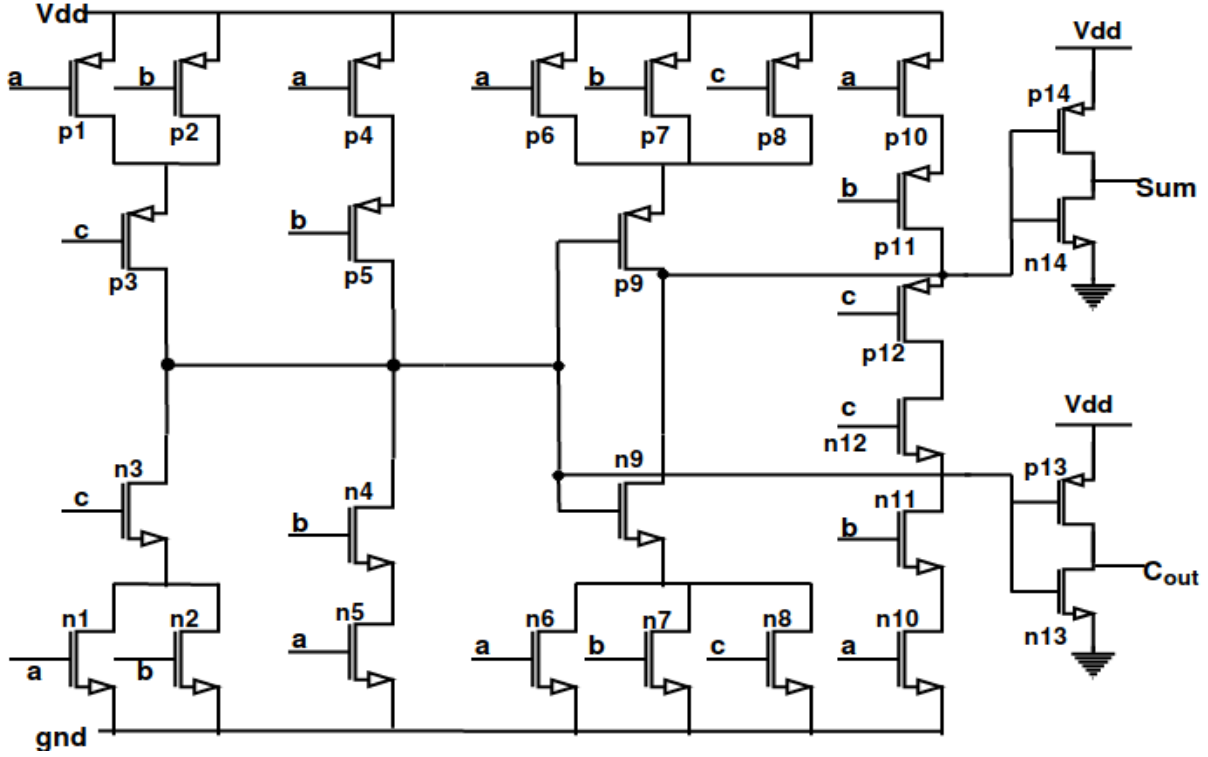 Vdd
Vdd
a b a a b c a
p14
p1 p2 p4 p6 p7 p8 p10
b
Sum
c b p11
n14
p3 p5 p9
c
p12
c
Vdd
n12
n3 n9 p13
c n4 n11
b b
C_out
n1 n2 n5 n6 n7 n8 n10
n13
a b a a b c a
gnd